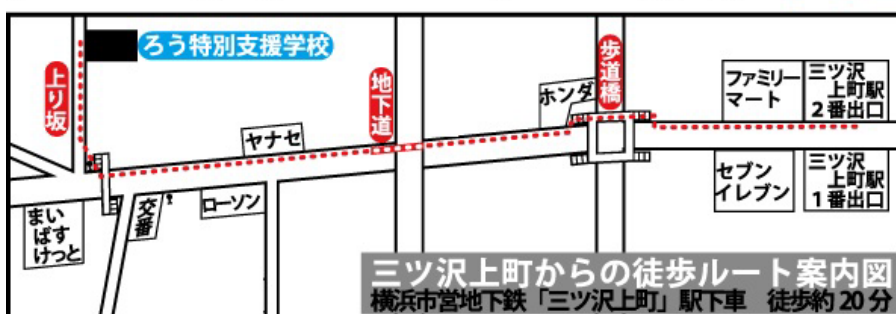 ろう特別支援学校
上り坂
地下道
歩道橋
ホンダ
ファミリー
マート
三ツ沢
上町駅
2番出口
ヤナセ
セブン
イレブン
三ツ沢
上町駅
1番出口
まい
ばす
けっと
交番
ローソン
三ツ沢上町からの徒歩ルート案内図
横浜市営地下鉄「三ツ沢上町」駅下車　徒歩約20分